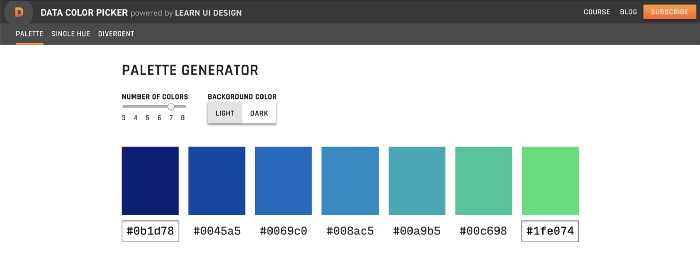 D DATA COLOR PICKER powered by LEARN UI DESIGN COURSE BLOG SUBSCRIBE
PALETTE SINGLE HUE DIVERGENT
PALETTE GENERATOR
NUMBER OF COLORS BACKGROUND COLOR
3 4 5 6 7 8 LIGHT DARK
#0b1d78 #0045a5 #0069c0 #008ac5 #00a9b5 #00c698 #1fe074